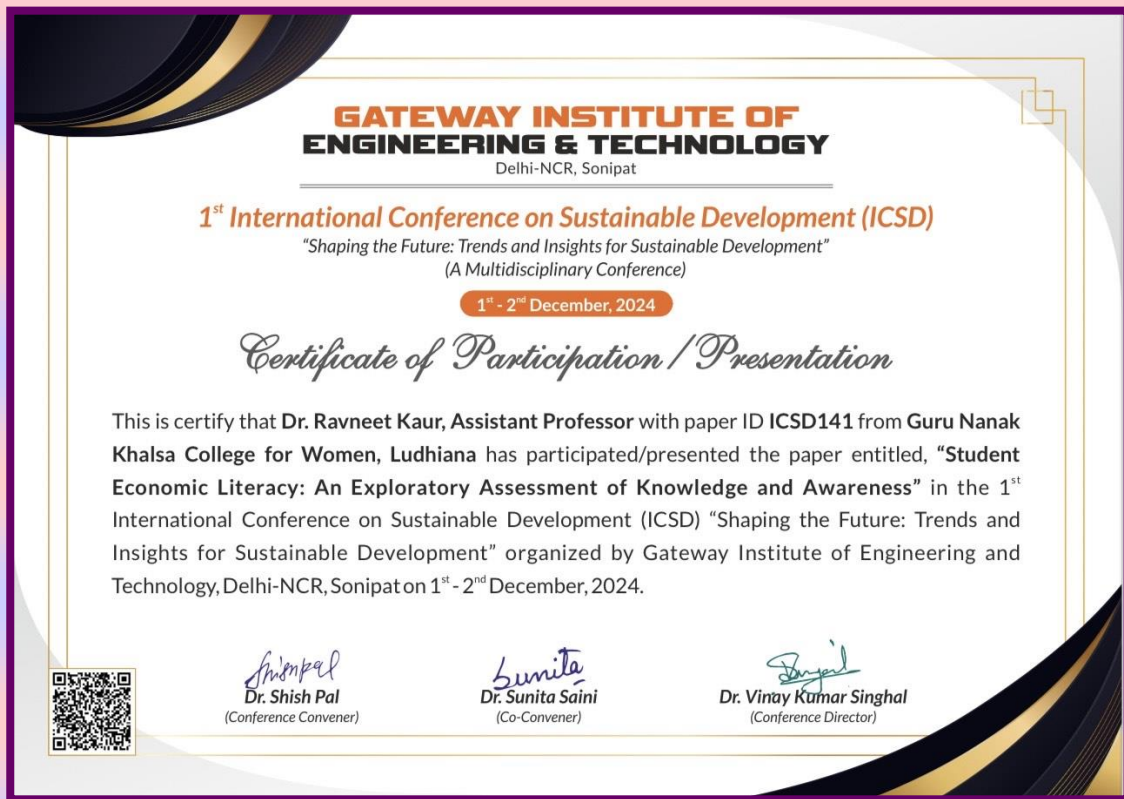 GATEWAY INSTITUTE OF
ENGINEERING & TECHNOLOGY
Delhi-NCR, Sonipat
1st International Conference on Sustainable Development (ICSD)
“Shaping the Future: Trends and Insights for Sustainable Development”
(A Multidisciplinary Conference)
1st - 2nd December, 2024
Certificate of Participation / Presentation
This is certify that Dr. Ravneet Kaur, Assistant Professor with paper ID ICSD141 from Guru Nanak
Khalsa College for Women, Ludhiana has participated/presented the paper entitled, “Student
Economic Literacy: An Exploratory Assessment of Knowledge and Awareness” in the 1st
International Conference on Sustainable Development (ICSD) “Shaping the Future: Trends and
Insights for Sustainable Development” organized by Gateway Institute of Engineering and
Technology, Delhi-NCR, Sonipat on 1st - 2nd December, 2024.
Shishpal
Sunita
Dr. Shish Pal
Dr. Sunita Saini
Dr. Vinay Kumar Singhal
(Conference Convener)
(Co-Convener)
(Conference Director)